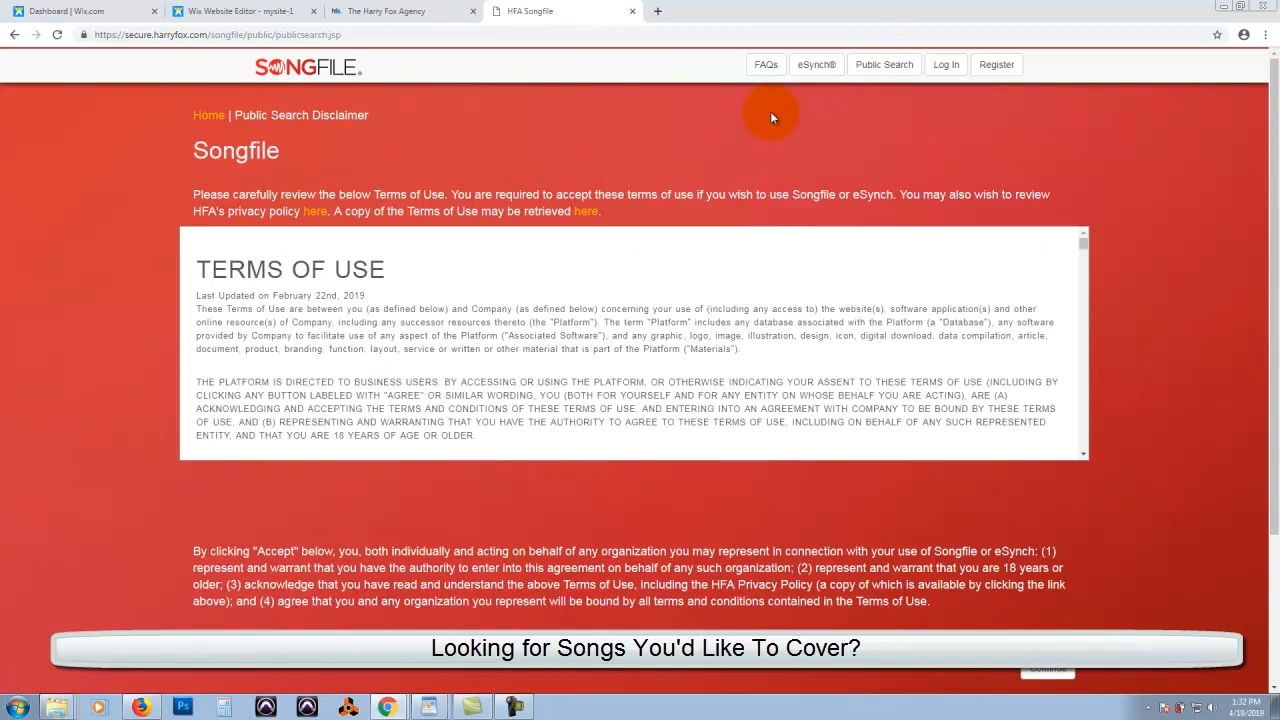 Dashboard | Wix.com
Wix Website Editor - mysite-1
hfa The Harry Fox Agency
HFA Songfile
https://secure.harryfox.com/songfile/public/publicsearch.jsp
SONGFILE
FAQs
eSynch®
Public Search
Log In
Register
Home | Public Search Disclaimer
Songfile
Please carefully review the below Terms of Use. You are required to accept these terms of use if you wish to use Songfile or eSynch. You may also wish to review
HFA's privacy policy here. A copy of the Terms of Use may be retrieved here.
TERMS OF USE
Last Updated on February 22nd, 2019
These Terms of Use are between you (as defined below) and Company (as defined below) concerning your use of (including any access to) the website(s), software application(s) and other
online resource(s) of Company, including any successor resources thereto (the "Platform"). The term "Platform" includes any database associated with the Platform (a "Database"), any software
provided by Company to facilitate use of any aspect of the Platform ("Associated Software"), and any graphic, logo, image, illustration, design, icon, digital download, data compilation, article,
document, product, branding, function, layout, service or written or other material that is part of the Platform ("Materials").
THE PLATFORM IS DIRECTED TO BUSINESS USERS. BY ACCESSING OR USING THE PLATFORM, OR OTHERWISE INDICATING YOUR ASSENT TO THESE TERMS OF USE (INCLUDING BY
CLICKING ANY BUTTON LABELED WITH "AGREE" OR SIMILAR WORDING, YOU (BOTH FOR YOURSELF AND FOR ANY ENTITY ON WHOSE BEHALF YOU ARE ACTING), ARE (A)
ACKNOWLEDGING AND ACCEPTING THE TERMS AND CONDITIONS OF THESE TERMS OF USE, AND ENTERING INTO AN AGREEMENT WITH COMPANY TO BE BOUND BY THESE TERMS
OF USE, AND (B) REPRESENTING AND WARRANTING THAT YOU HAVE THE AUTHORITY TO AGREE TO THESE TERMS OF USE, INCLUDING ON BEHALF OF ANY SUCH REPRESENTED
ENTITY, AND THAT YOU ARE 18 YEARS OF AGE OR OLDER.
By clicking "Accept" below, you, both individually and acting on behalf of any organization you may represent in connection with your use of Songfile or eSynch: (1)
represent and warrant that you have the authority to enter into this agreement on behalf of any such organization; (2) represent and warrant that you are 18 years or
older; (3) acknowledge that you have read and understand the above Terms of Use, including the HFA Privacy Policy (a copy of which is available by clicking the link
above); and (4) agree that you and any organization you represent will be bound by all terms and conditions contained in the Terms of Use.
Looking for Songs You'd Like To Cover?
Continue
Ps
1:32 PM
4/19/2019